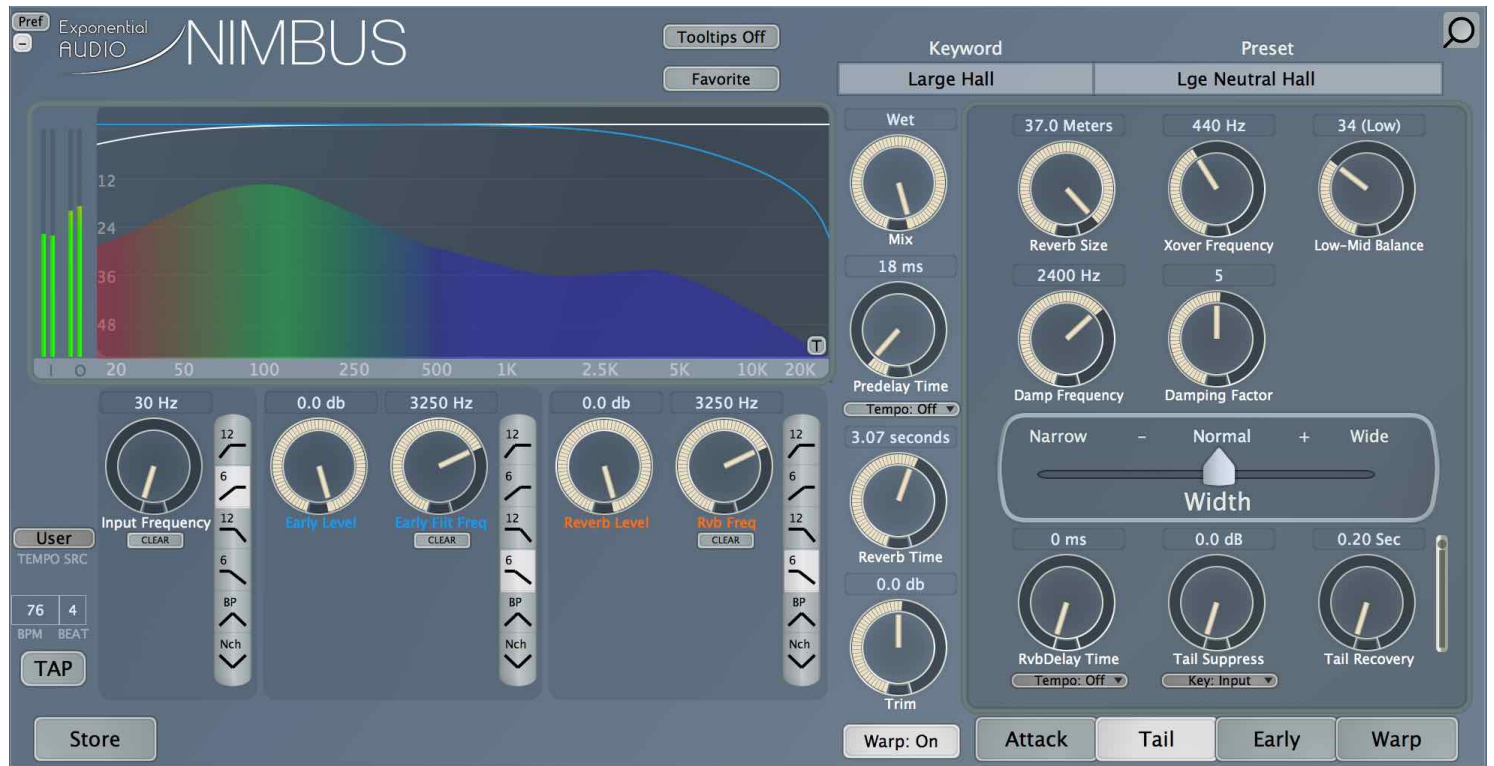 Pref
Exponential
AUDIO
NIMBUS
Tooltips Off
Favorite
Keyword
Preset
Large Hall
Lge Neutral Hall
12
24
36
48
T
I O 20 50 100 250 500 1K 2.5K 5K 10K 20K
Wet
Mix
18 ms
Predelay Time
Tempo: Off
3.07 seconds
Reverb Time
0.0 db
Trim
Warp: On
37.0 Meters
440 Hz
34 (Low)
Reverb Size
Xover Frequency
Low-Mid Balance
2400 Hz
5
Damp Frequency
Damping Factor
Narrow - Normal + Wide
Width
0 ms
0.0 dB
0.20 Sec
RvbDelay Time
Tail Suppress
Tail Recovery
Tempo: Off
Key: Input
30 Hz
Input Frequency
CLEAR
12
6
12
6
BP
Nch
0.0 db
3250 Hz
Early Level
Early Filt Freq
CLEAR
12
6
12
6
BP
Nch
0.0 db
3250 Hz
Reverb Level
Rvb Freq
CLEAR
12
6
12
6
BP
Nch
User
TEMPO SRC
76 4
BPM BEAT
TAP
Store
Attack
Tail
Early
Warp